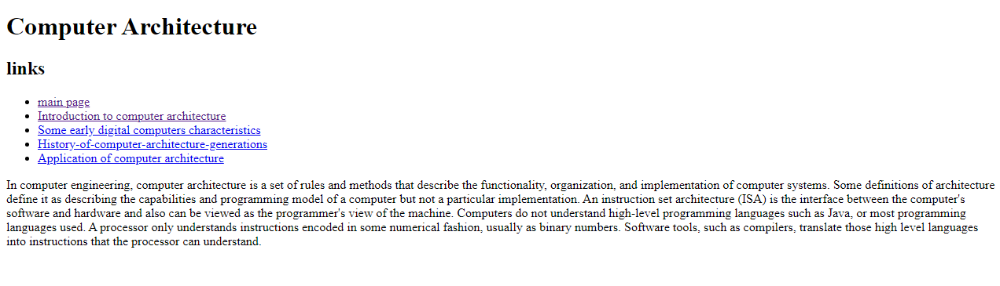 Computer Architecture
links
main page
Introduction to computer architecture
Some early digital computers characteristics
History-of-computer-architecture-generations
Application of computer architecture
In computer engineering, computer architecture is a set of rules and methods that describe the functionality, organization, and implementation of computer systems. Some definitions of architecture
define it as describing the capabilities and programming model of a computer but not a particular implementation. An instruction set architecture (ISA) is the interface between the computer's
software and hardware and also can be viewed as the programmer's view of the machine. Computers do not understand high-level programming languages such as Java, or most programming
languages used. A processor only understands instructions encoded in some numerical fashion, usually as binary numbers. Software tools, such as compilers, translate those high level languages
into instructions that the processor can understand.